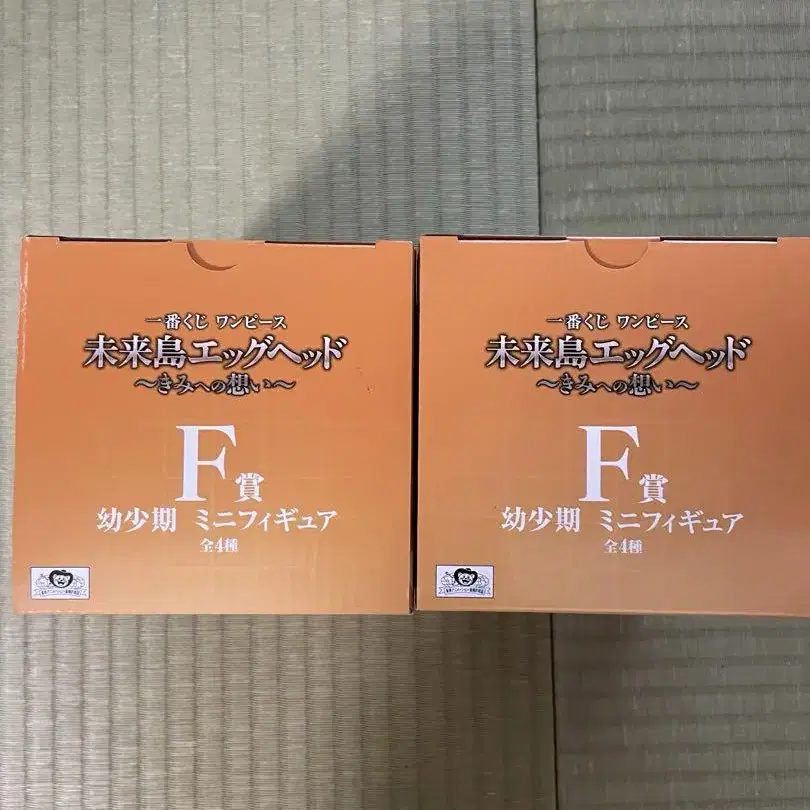 一番くじ ワンピース
未来島エッグヘッド
～きみへの想い～
F賞
幼少期 ミニフィギュア
全4種
一番くじ ワンピース
未来島エッグヘッド
～きみへの想い～
F賞
幼少期 ミニフィギュア
全4種